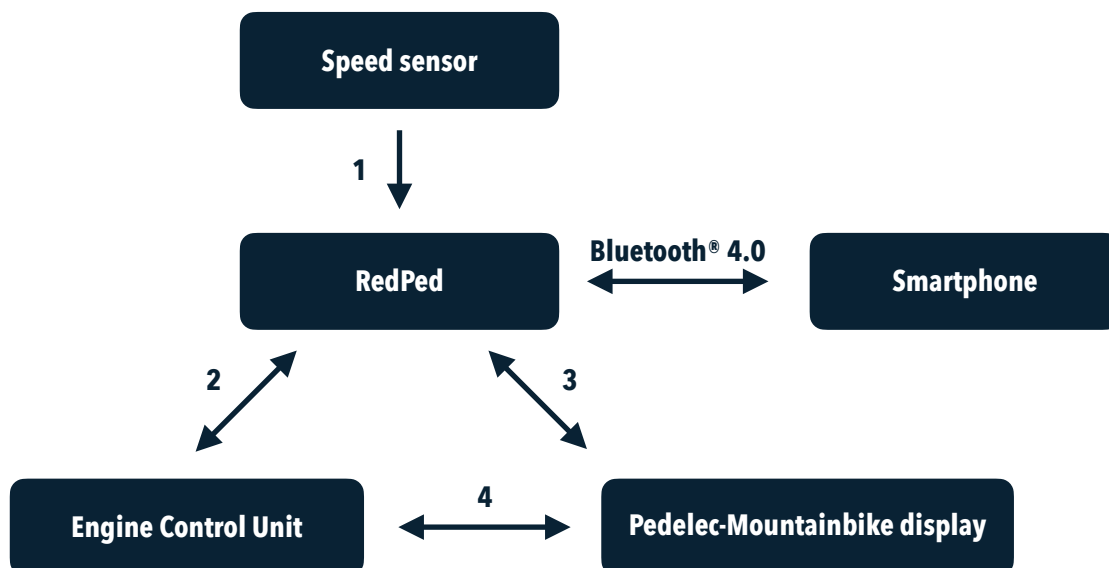 Speed sensor
1
RedPed
Bluetooth® 4.0
Smartphone
2
3
Engine Control Unit
4
Pedelec-Mountainbike display